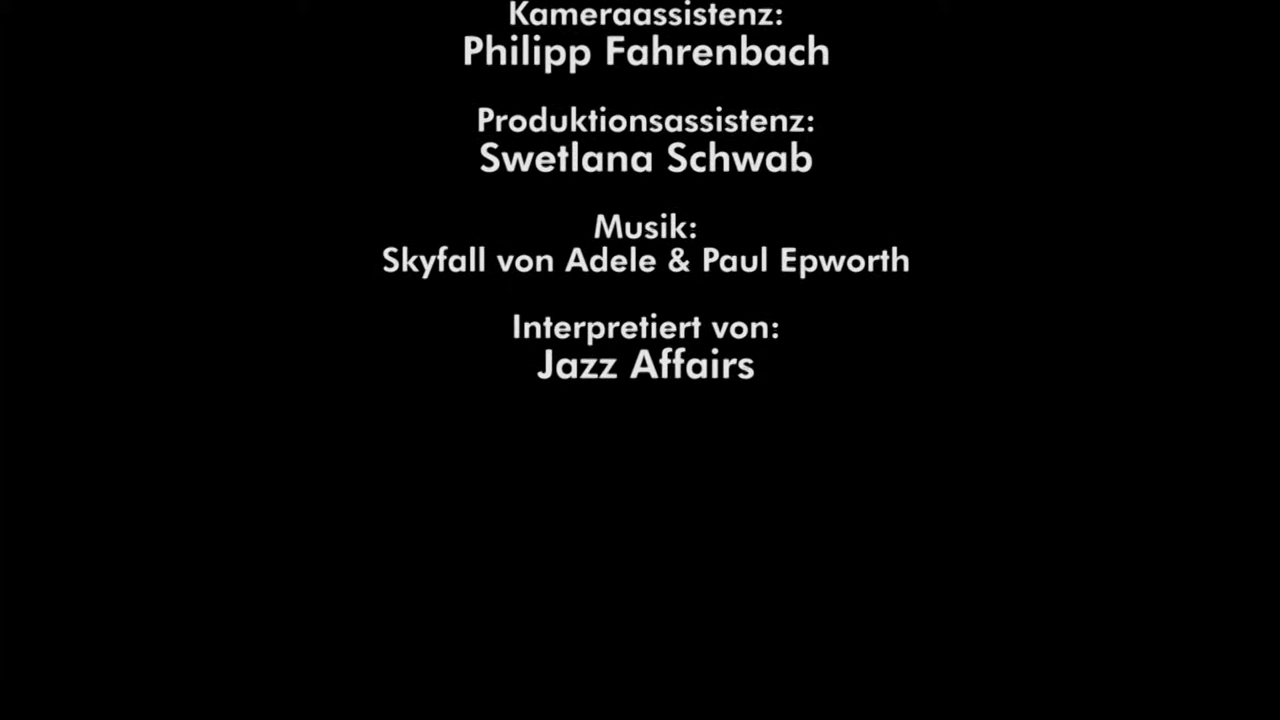 Kameraassistenz:
Philipp Fahrenbach
Produktionsassistenz:
Swetlana Schwab
Musik:
Skyfall von Adele & Paul Epworth
Interpretiert von:
Jazz Affairs